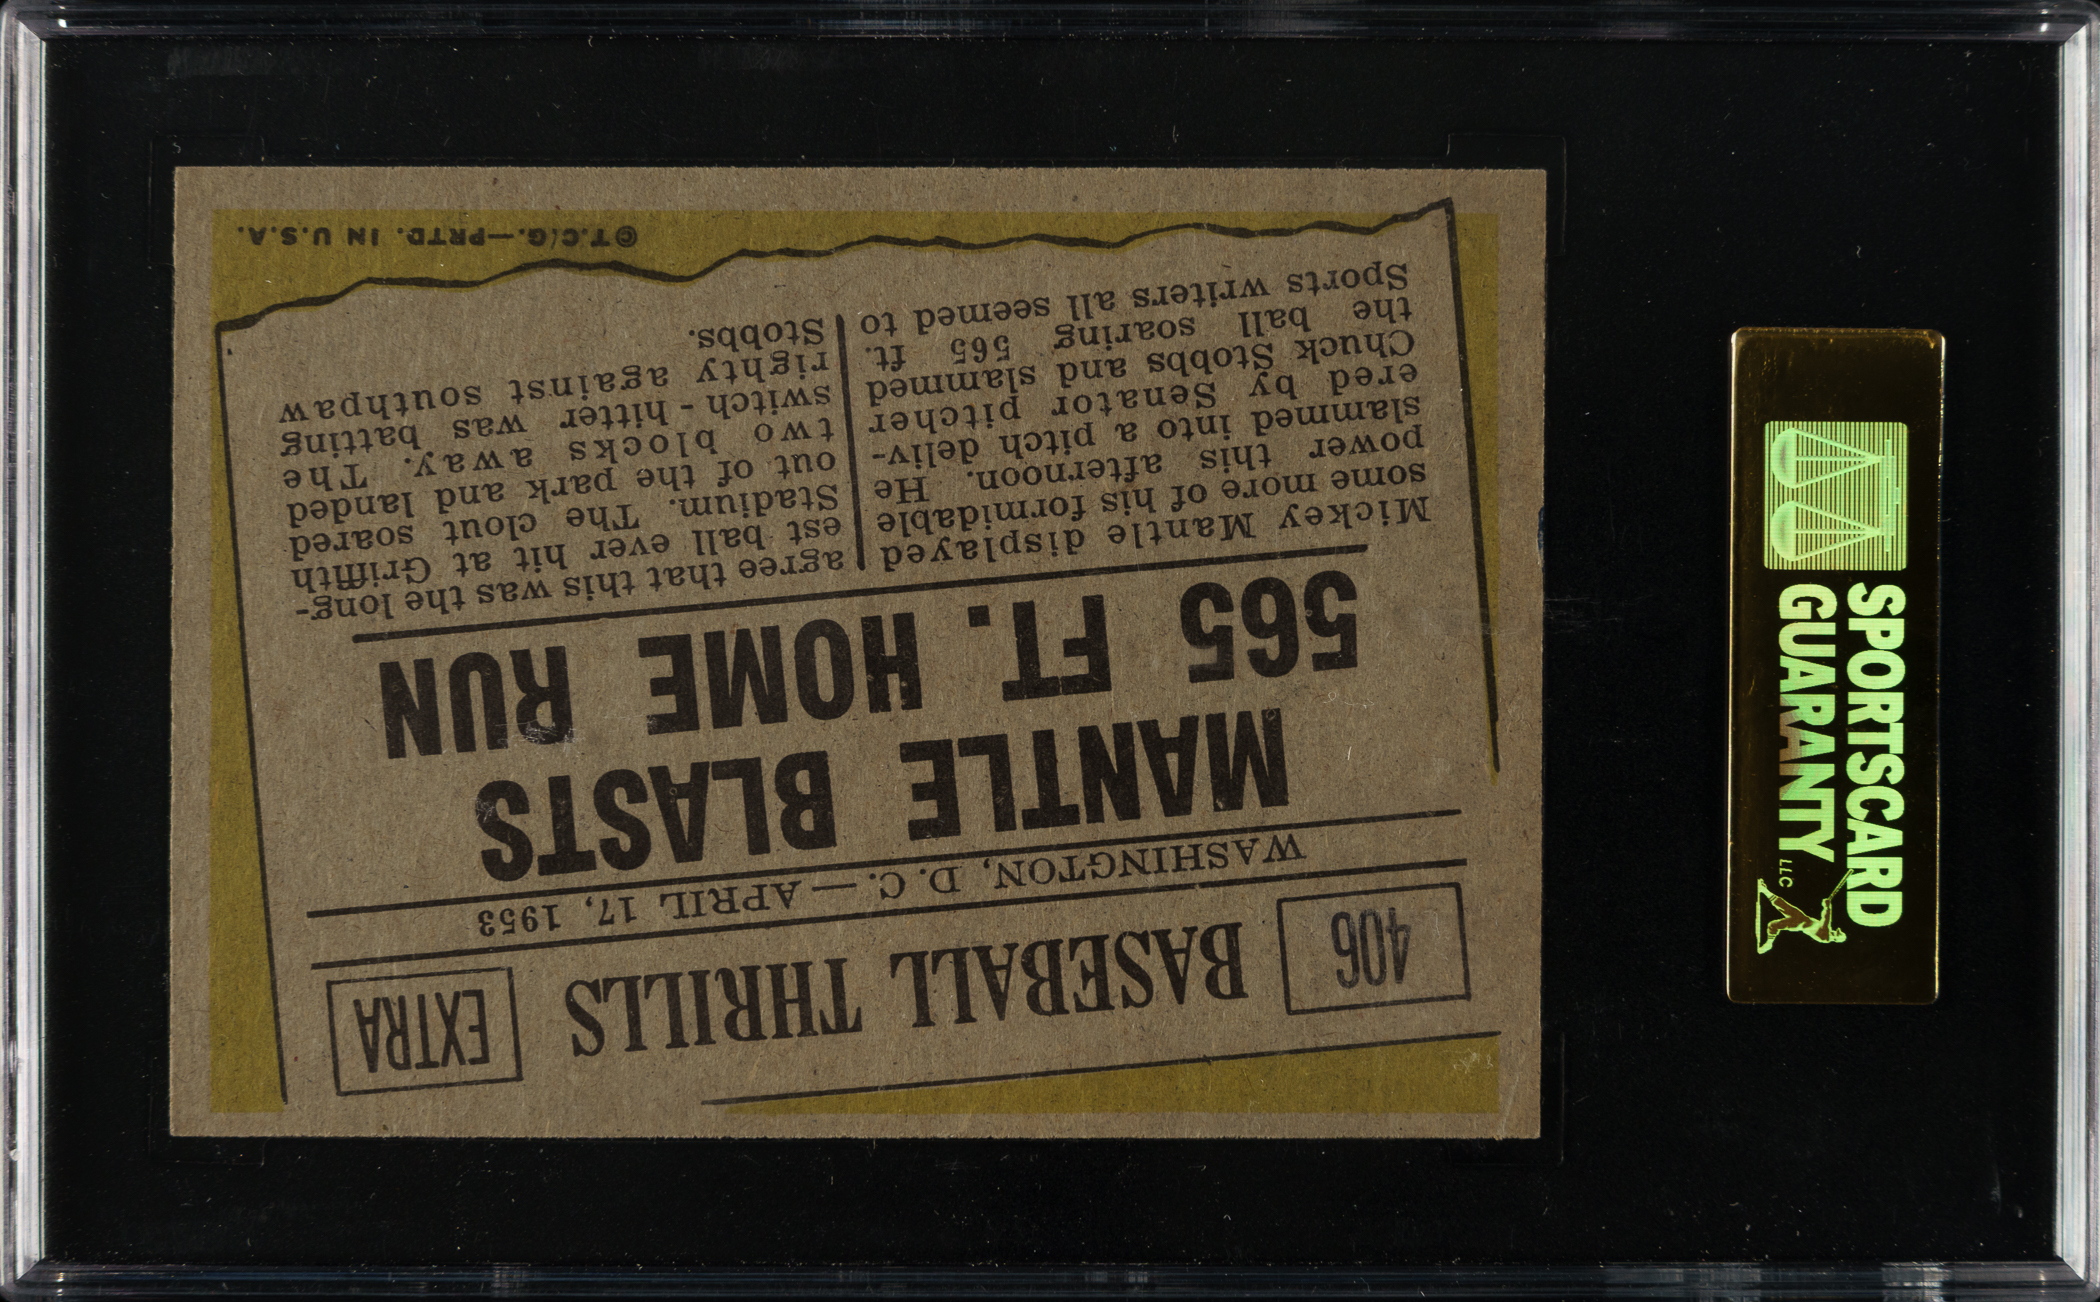 406
BASEBALL THRILLS
EXTRA
WASHINGTON, D.C.—APRIL 17, 1953
MANTLE BLASTS
565 FT. HOME RUN
Mickey Mantle displayed
some more of his formidable
power this afternoon. He
slammed into a pitch deliv-
ered by Senator pitcher
Chuck Stobbs and slammed
the ball soaring 565 ft.
Sports writers all seemed to
agree that this was the long-
est ball ever hit at Griffith
Stadium. The clout soared
out of the park and landed
two blocks away. The
switch-hitter was batting
righty against southpaw
Stobbs.
©T.C.G.—PRTD. IN U.S.A.
SPORTSCARD
GUARANTY LLC